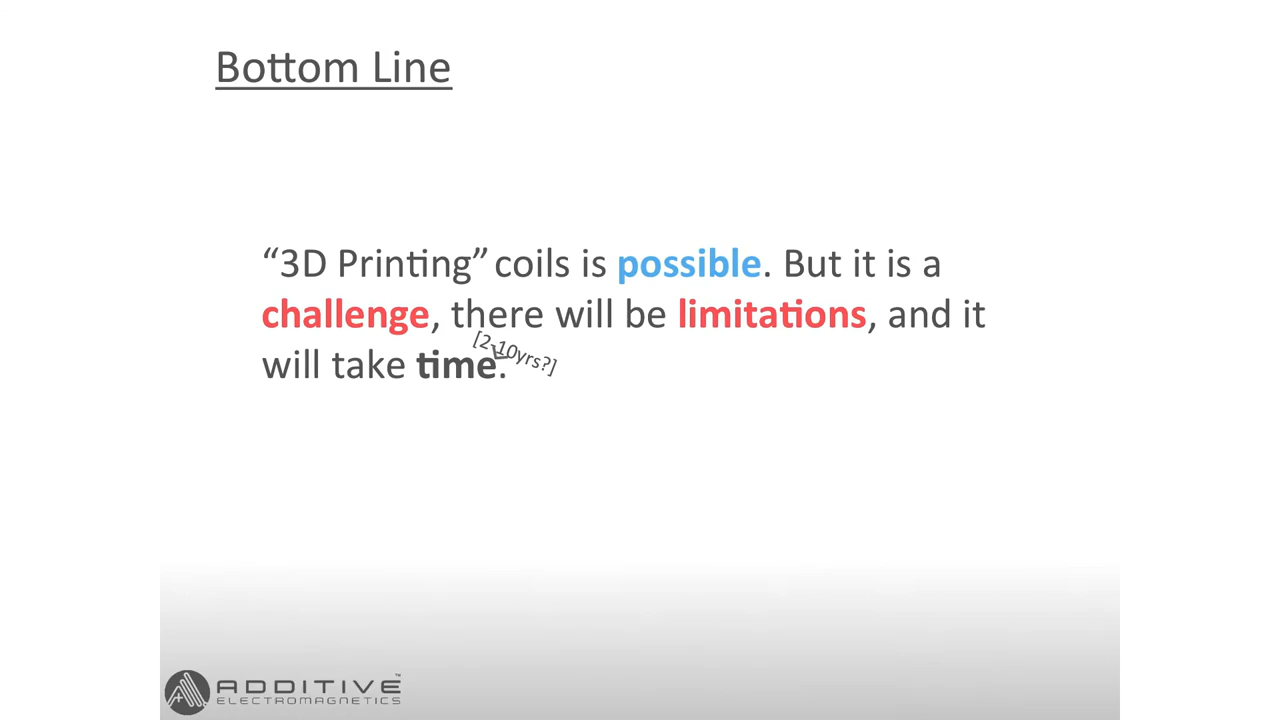 Bottom Line
“3D Printing” coils is possible. But it is a
challenge, there will be limitations, and it
[2-10yrs?]
will take time.
ADDITIVE™
ELECTROMAGNETICS